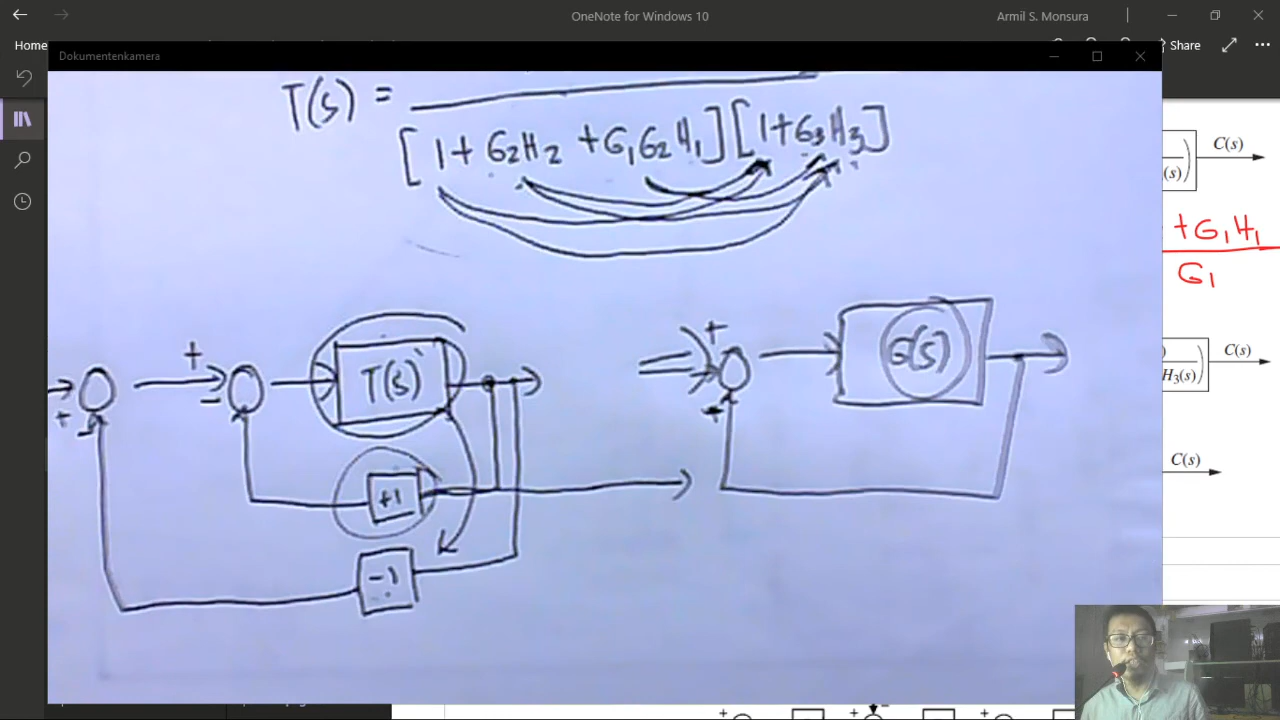 OneNote for Windows 10
Armil S. Monsura
Home
Share
Dokumentenkamera
T(s) =
[1 + G2H2 + G1G2H1][1+G3H3]
C(s)
(s)
+G1H1
G1
C(s)
H3(s)
C(s)
+
T(s)
+
-
-
+1
-1
+
G(s)
+
+